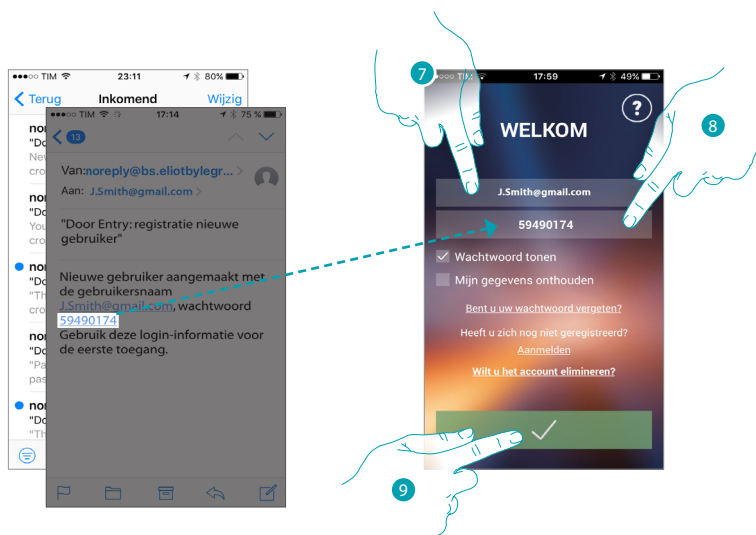 TIM 23:11 80%
Terug Inkomend Wijzig
TIM 17:14 75 %
13
Van:noreply@bs.eliotbylegr...
Aan: J.Smith@gmail.com
"Door Entry: registratie nieuwe
gebruiker"
Nieuwe gebruiker aangemaakt met
de gebruikersnaam
J.Smith@gmail.com, wachtwoord
59490174
Gebruik deze login-informatie voor
de eerste toegang.
7
TIM 17:59 49%
?
WELKOM
8
J.Smith@gmail.com
59490174
Wachtwoord tonen
Mijn gegevens onthouden
Bent u uw wachtwoord vergeten?
Heeft u zich nog niet geregistreerd?
Aanmelden
Wilt u het account elimineren?
9